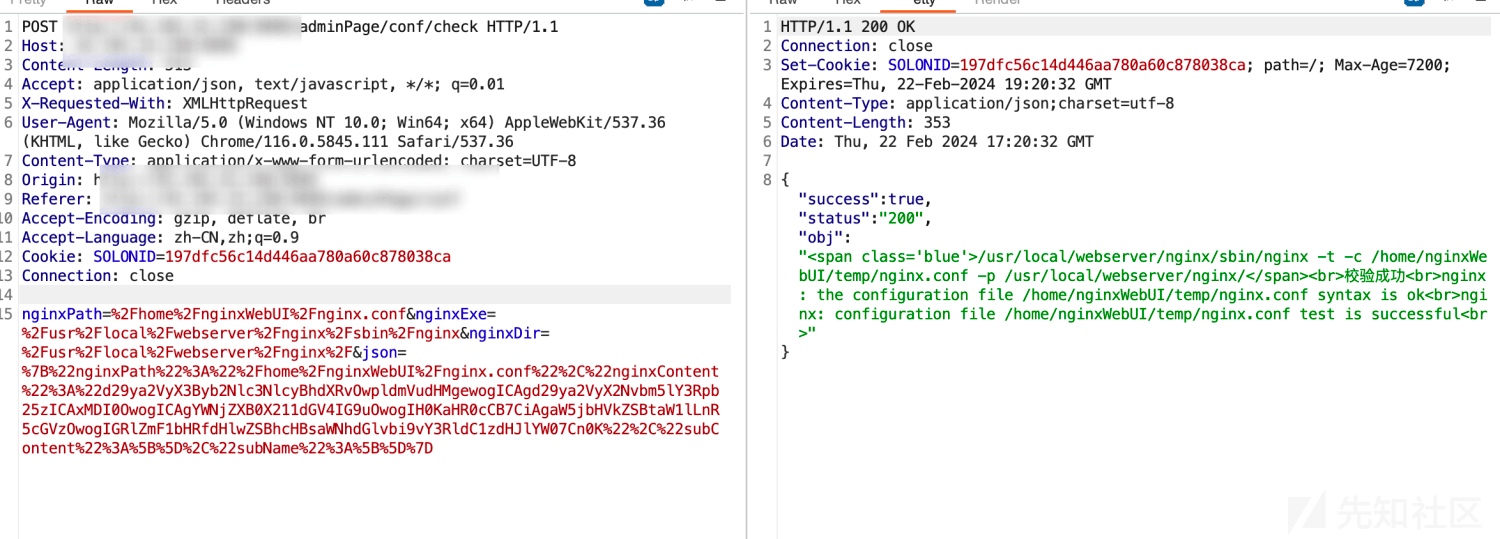 Pretty Raw Hex Headers
1 POST adminPage/conf/check HTTP/1.1
2 Host:
3 Content-Length: 313
4 Accept: application/json, text/javascript, */*; q=0.01
5 X-Requested-With: XMLHttpRequest
6 User-Agent: Mozilla/5.0 (Windows NT 10.0; Win64; x64) AppleWebKit/537.36
(KHTML, like Gecko) Chrome/116.0.5845.111 Safari/537.36
7 Content-Type: application/x-www-form-urlencoded; charset=UTF-8
8 Origin: h
9 Referer:
10 Accept-Encoding: gzip, deflate, br
11 Accept-Language: zh-CN,zh;q=0.9
12 Cookie: SOLONID=197dfc56c14d446aa780a60c878038ca
13 Connection: close
14
15 nginxPath=%2Fhome%2FnginxWebUI%2Fnginx.conf&nginxExe=
%2Fusr%2Flocal%2Fwebserver%2Fnginx%2Fsbin%2Fnginx&nginxDir=
%2Fusr%2Flocal%2Fwebserver%2Fnginx%2F&json=
%7B%22nginxPath%22%3A%22%2Fhome%2FnginxWebUI%2Fnginx.conf%22%2C%22nginxContent
%22%3A%22d29ya2VyX3Byb2Nlc3NlcyBhdXRvOwpldmVudHMgewogICAgd29ya2VyX2Nvbm5lY3Rpb
25zICAxMDI0OwogICAgYWNjZXB0X211dGV4IG9uOwogIH0KaHR0cCB7CiAgaW5jbHVkZSBtaW1lLnR
5cGVzOwogIGRlZmF1bHRfdHlwZSBhcHBsaWNhdGlvbi9vY3RldC1zdHJlYW07Cn0K%22%2C%22subC
ontent%22%3A%5B%5D%2C%22subName%22%3A%5B%5D%7D
Raw Hex Pretty Render
1 HTTP/1.1 200 OK
2 Connection: close
3 Set-Cookie: SOLONID=197dfc56c14d446aa780a60c878038ca; path=/; Max-Age=7200;
Expires=Thu, 22-Feb-2024 19:20:32 GMT
4 Content-Type: application/json;charset=utf-8
5 Content-Length: 353
6 Date: Thu, 22 Feb 2024 17:20:32 GMT
7
8 {
"success":true,
"status":"200",
"obj":
"<span class='blue'>/usr/local/webserver/nginx/sbin/nginx -t -c /home/nginxWe
bUI/temp/nginx.conf -p /usr/local/webserver/nginx/</span><br>校验成功<br>nginx
: the configuration file /home/nginxWebUI/temp/nginx.conf syntax is ok<br>ngi
nx: configuration file /home/nginxWebUI/temp/nginx.conf test is successful<br
>"
}
先知社区